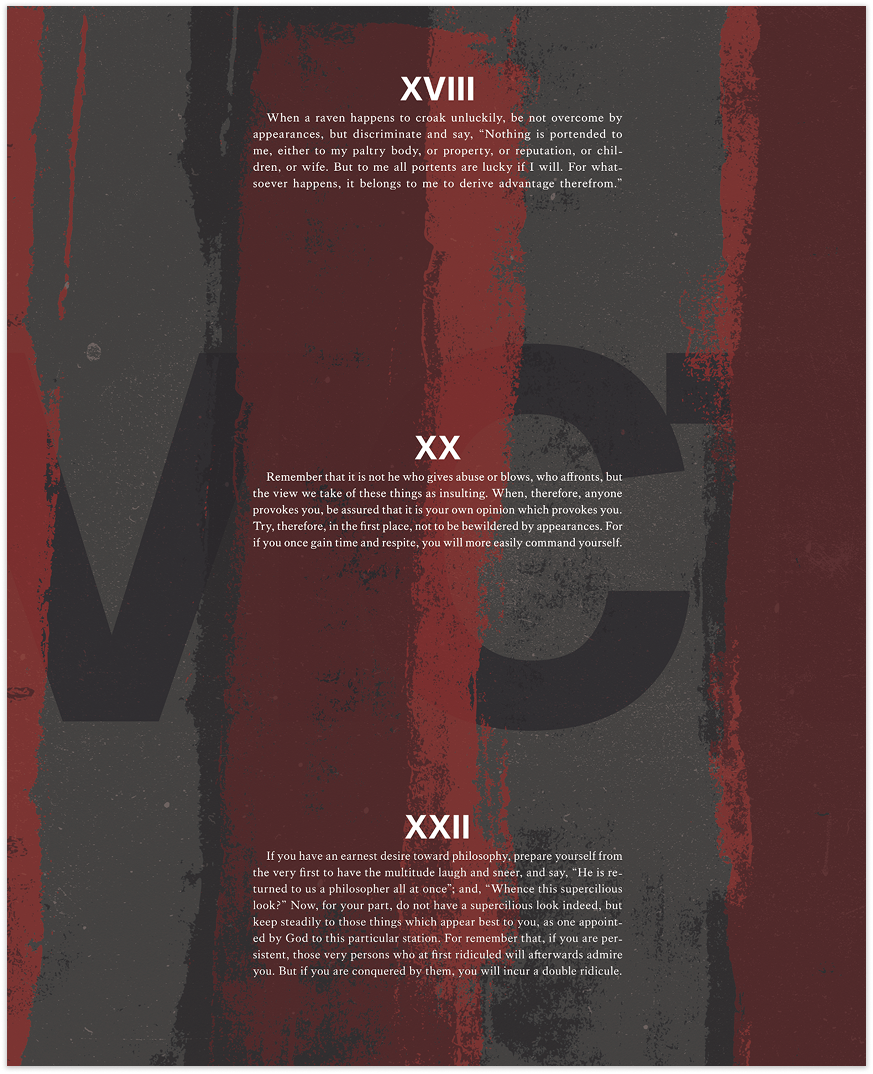 XVIII
When a raven happens to croak unluckily, be not overcome by
appearances, but discriminate and say, “Nothing is portended to
me, either to my paltry body, or property, or reputation, or chil-
dren, or wife. But to me all portents are lucky if I will. For what-
soever happens, it belongs to me to derive advantage therefrom.”
XX
Remember that it is not he who gives abuse or blows, who affronts, but
the view we take of these things as insulting. When, therefore, anyone
provokes you, be assured that it is your own opinion which provokes you.
Try, therefore, in the first place, not to be bewildered by appearances. For
if you once gain time and respite, you will more easily command yourself.
XXII
If you have an earnest desire toward philosophy, prepare yourself from
the very first to have the multitude laugh and sneer, and say, “He is re-
turned to us a philosopher all at once”; and, “Whence this supercilious
look?” Now, for your part, do not have a supercilious look indeed, but
keep steadily to those things which appear best to you, as one appoint-
ed by God to this particular station. For remember that, if you are per-
sistent, those very persons who at first ridiculed will afterwards admire
you. But if you are conquered by them, you will incur a double ridicule.